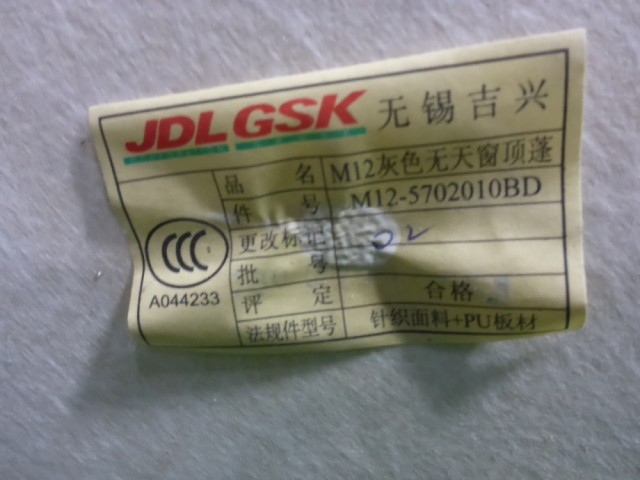 JDL GSK 无锡吉兴
品 名 M12灰色无天窗顶蓬
件 号 M12-5702010BD
更改标记 02
批 号
评 定 合格
法规件型号 针织面料+PU板材
CCC
A044233